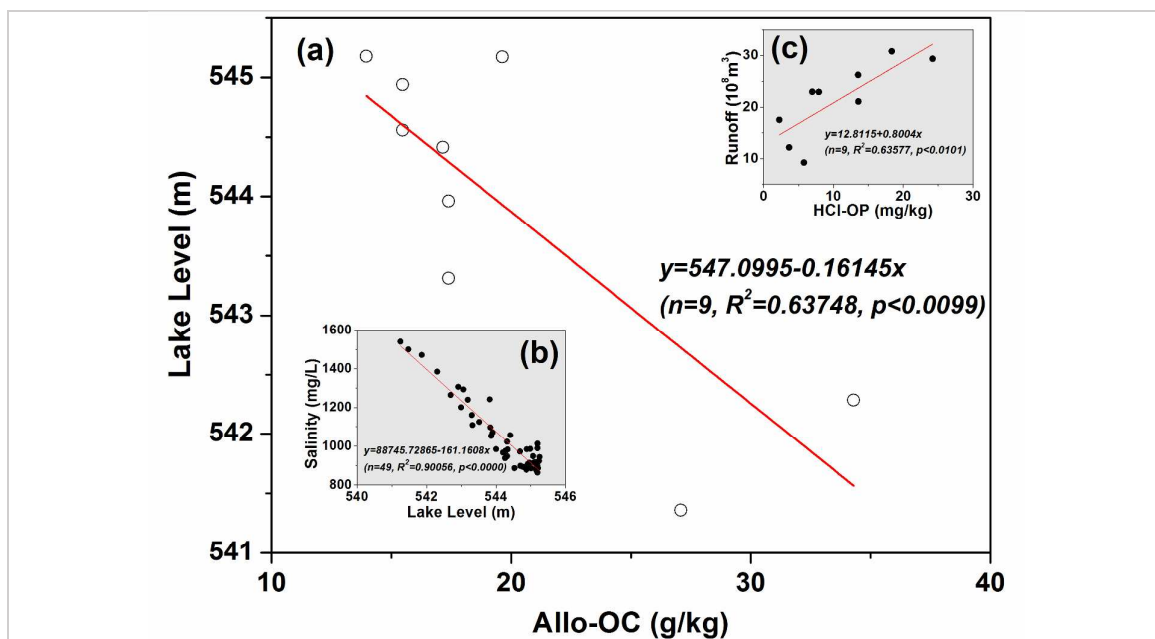 (a)
545
544
543
542
541
Lake Level (m)
10
20
30
40
Allo-OC (g/kg)
y=547.0995-0.16145x
(n=9, R²=0.63748, p<0.0099)
(c)
30
20
10
Runoff (10⁸m³)
y=12.8115+0.8004x
(n=9, R²=0.63577, p<0.0101)
0
10
20
30
HCl-OP (mg/kg)
(b)
1600
1400
1200
1000
800
Salinity (mg/L)
y=88745.72865-161.1608x
(n=49, R²=0.90056, p<0.0000)
540
542
544
546
Lake Level (m)